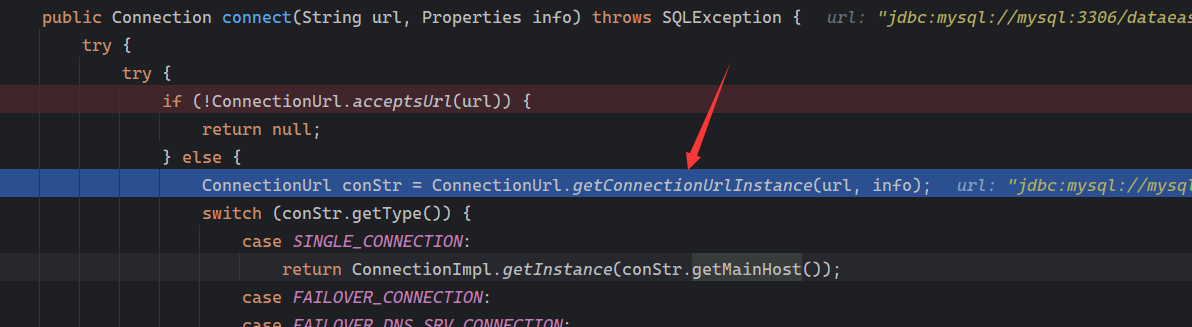 public Connection connect(String url, Properties info) throws SQLException {   url: "jdbc:mysql://mysql:3306/dataeas
try {
try {
if (!ConnectionUrl.acceptsUrl(url)) {
return null;
} else {
ConnectionUrl conStr = ConnectionUrl.getConnectionUrlInstance(url, info);   url: "jdbc:mysql://mysql
switch (conStr.getType()) {
case SINGLE_CONNECTION:
return ConnectionImpl.getInstance(conStr.getMainHost());
case FAILOVER_CONNECTION:
case FAILOVER_DNS_SRV_CONNECTION: